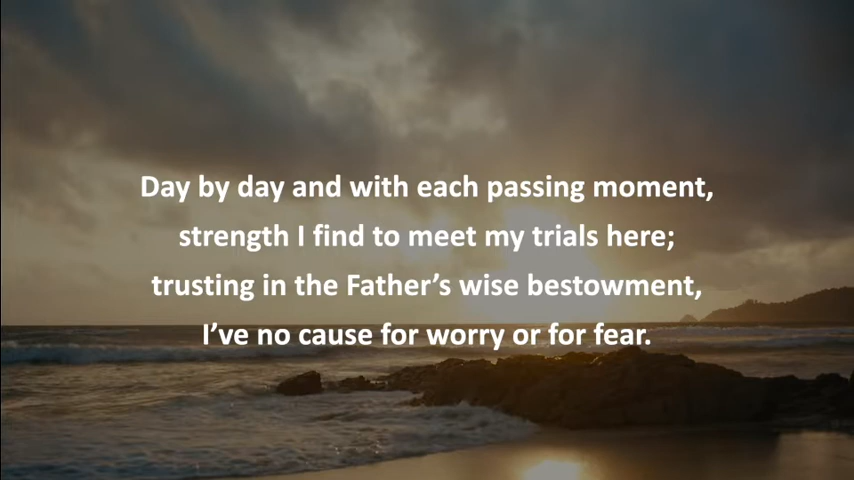 Day by day and with each passing moment,
strength I find to meet my trials here;
trusting in the Father’s wise bestowment,
I’ve no cause for worry or for fear.